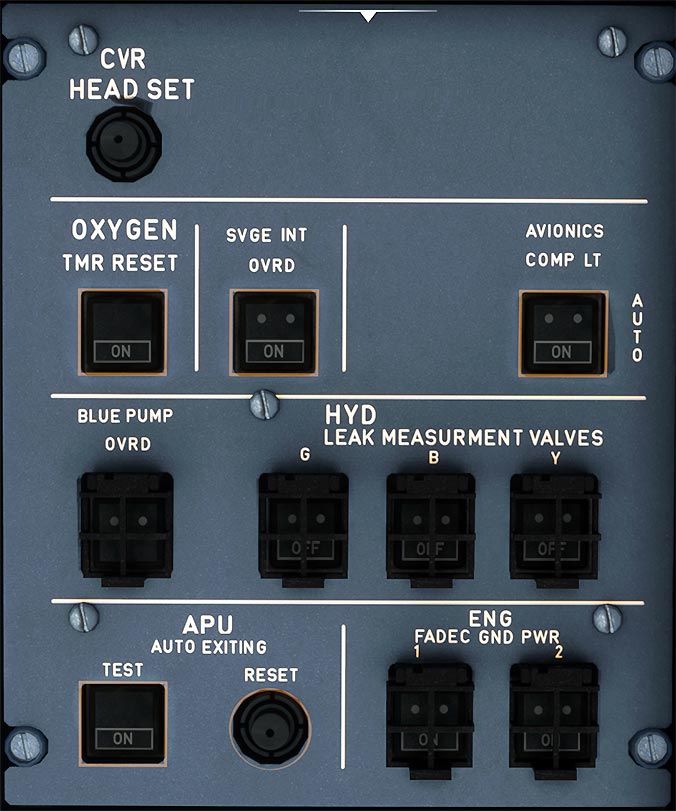 CVR
HEAD SET
OXYGEN
TMR RESET
ON
SVGE INT
OVRD
ON
AVIONICS
COMP LT
ON
AUTO
BLUE PUMP
OVRD
HYD
LEAK MEASURMENT VALVES
G B Y
OFF OFF OFF
APU
AUTO EXITING
TEST
ON
RESET
ENG
FADEC GND PWR
1 2
ON ON